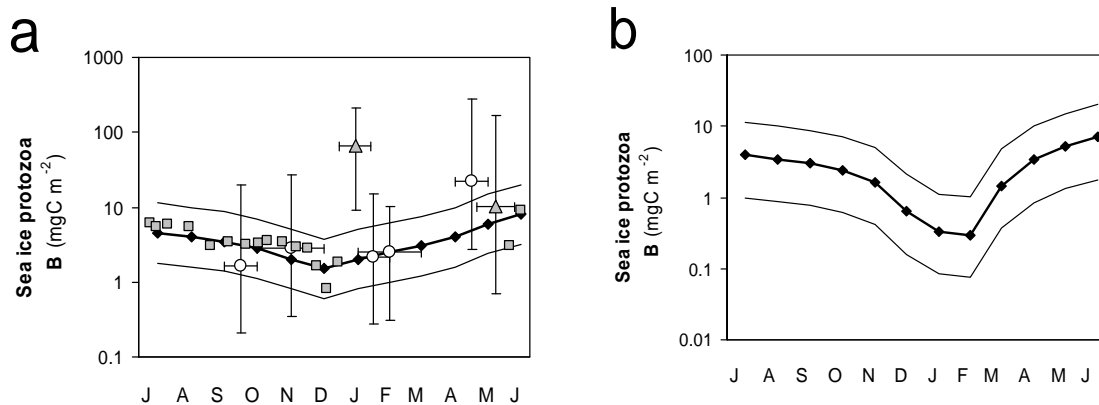 a
Sea ice protozoa
B (mgC m-2)
1000
100
10
1
0.1
J A S O N D J F M A M J
b
Sea ice protozoa
B (mgC m-2)
100
10
1
0.1
0.01
J A S O N D J F M A M J